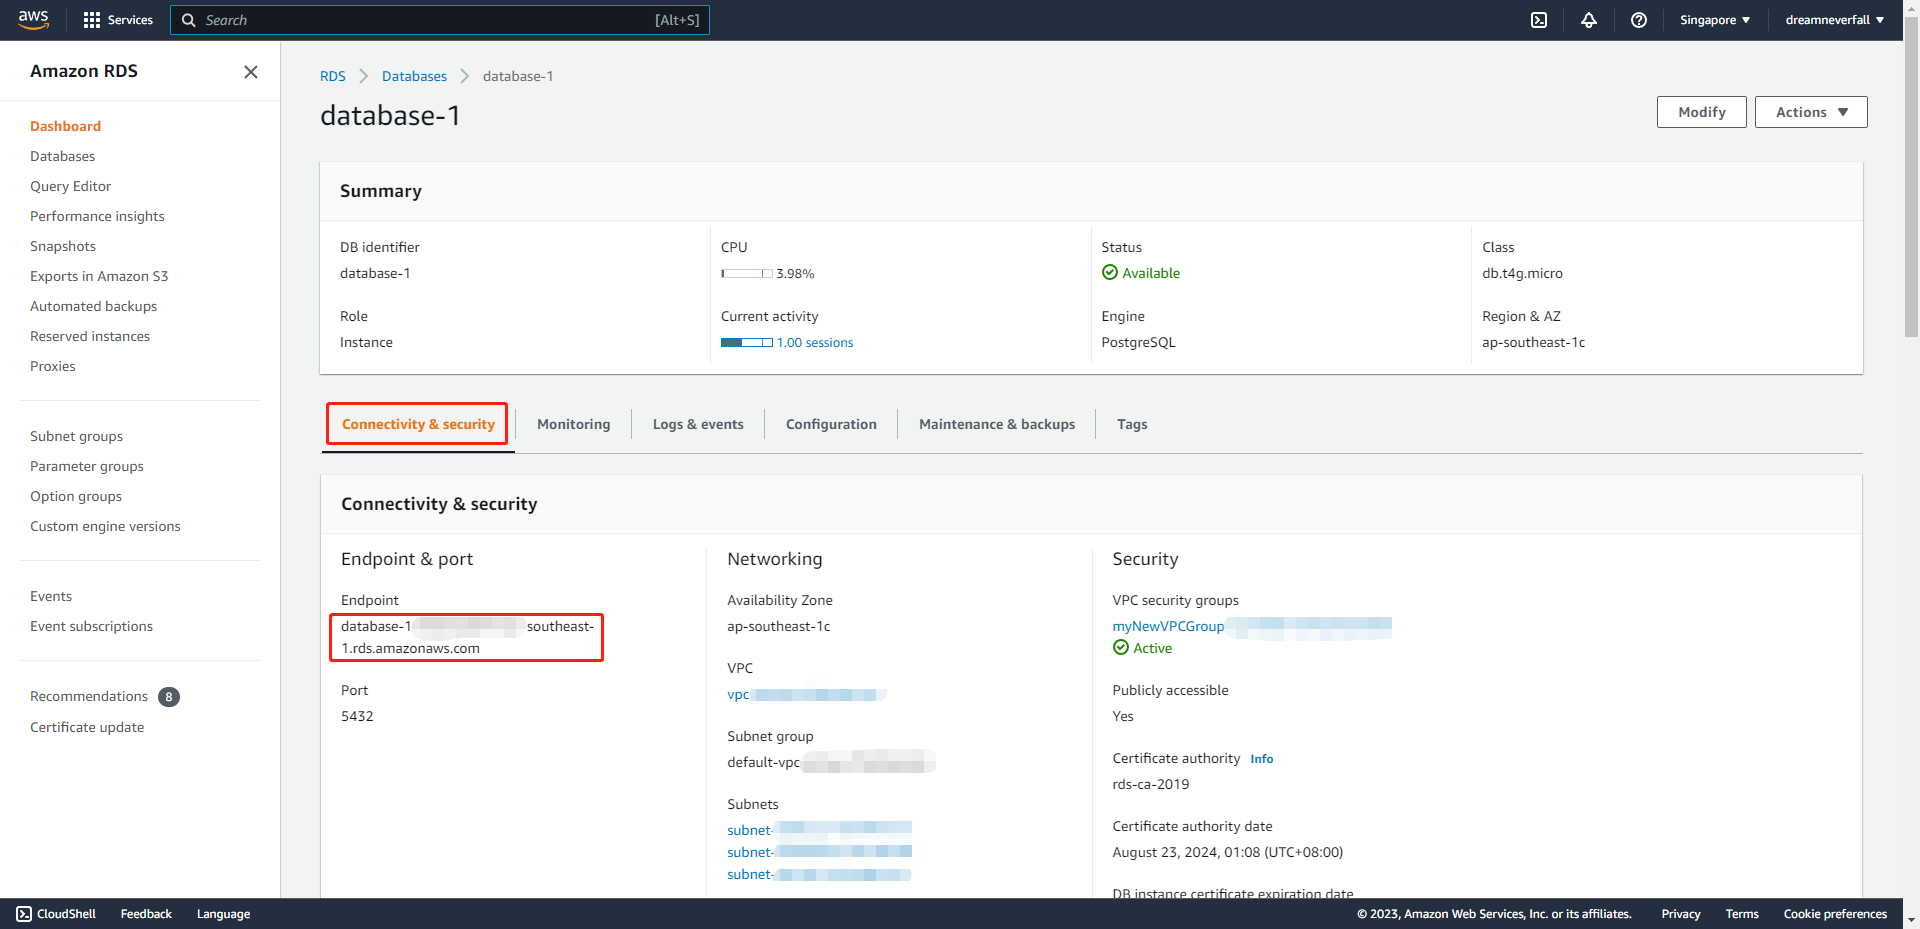 aws
Services
Search [Alt+S]
Singapore
dreamneverfall
Amazon RDS
Dashboard
Databases
Query Editor
Performance insights
Snapshots
Exports in Amazon S3
Automated backups
Reserved instances
Proxies
Subnet groups
Parameter groups
Option groups
Custom engine versions
Events
Event subscriptions
Recommendations 8
Certificate update
RDS Databases database-1
database-1
Modify
Actions
Summary
DB identifier
database-1
Role
Instance
CPU
3.98%
Current activity
1.00 sessions
Status
Available
Engine
PostgreSQL
Class
db.t4g.micro
Region & AZ
ap-southeast-1c
Connectivity & security
Monitoring
Logs & events
Configuration
Maintenance & backups
Tags
Connectivity & security
Endpoint & port
Endpoint
database-1 southeast-
1.rds.amazonaws.com
Port
5432
Networking
Availability Zone
ap-southeast-1c
VPC
vpc
Subnet group
default-vpc
Subnets
subnet-
subnet-
subnet-
Security
VPC security groups
myNewVPCGroup
Active
Publicly accessible
Yes
Certificate authority Info
rds-ca-2019
Certificate authority date
August 23, 2024, 01:08 (UTC+08:00)
DB instance certificate expiration date
CloudShell
Feedback
Language
© 2023, Amazon Web Services, Inc. or its affiliates.
Privacy
Terms
Cookie preferences